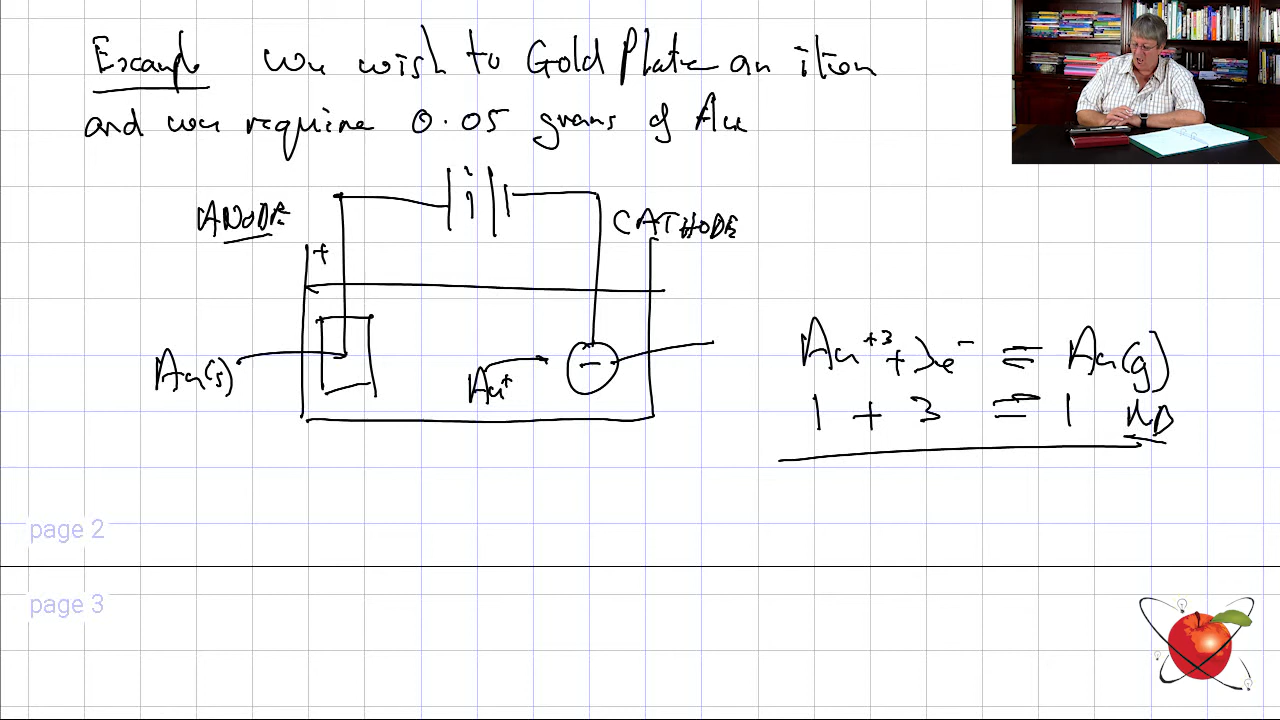 Example we wish to Gold Plate an item
and we require 0.05 grams of Au
ANODE
CATHODE
+
Au(s)
Au+
−
Au+3 + 3e− = Au(g)
1 + 3 = 1 NB
page 2
page 3